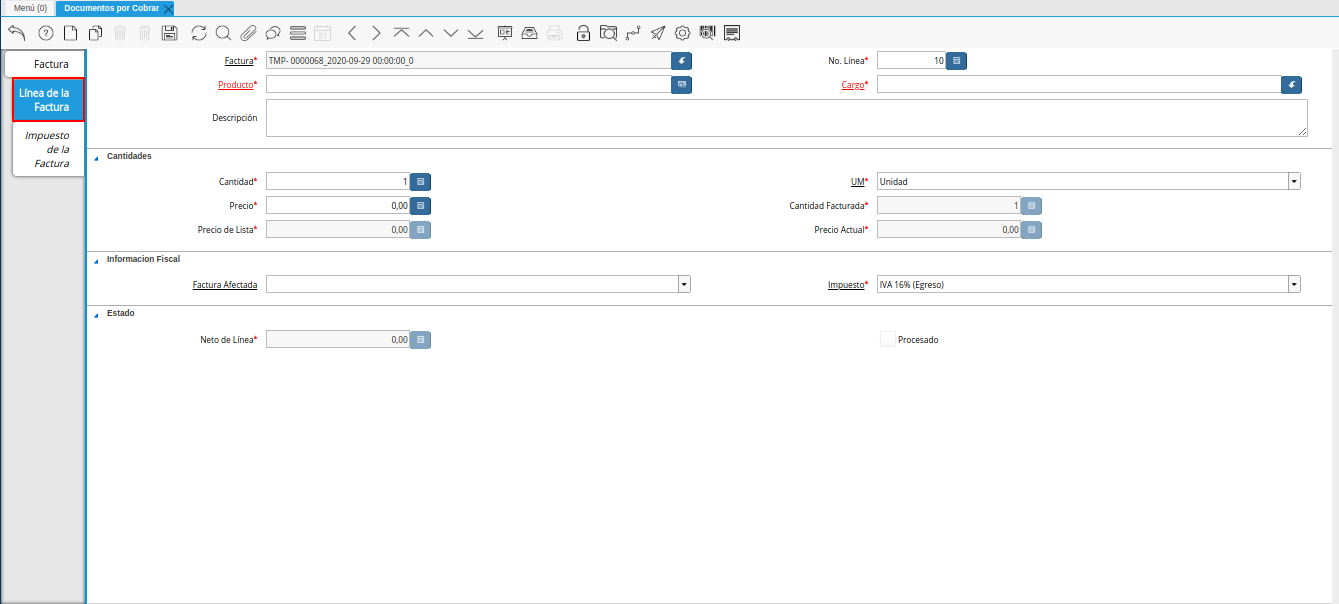 Menú (0) Documentos por Cobrar
Factura
Línea de la
Factura
Impuesto
de la
Factura
Factura* TMP- 0000068_2020-09-29 00:00:00_0 No. Línea* 10
Producto* Cargo*
Descripción
Cantidades
Cantidad* 1 UM* Unidad
Precio* 0,00 Cantidad Facturada* 1
Precio de Lista* 0,00 Precio Actual* 0,00
Informacion Fiscal
Factura Afectada Impuesto* IVA 16% (Egreso)
Estado
Neto de Línea* 0,00 Procesado